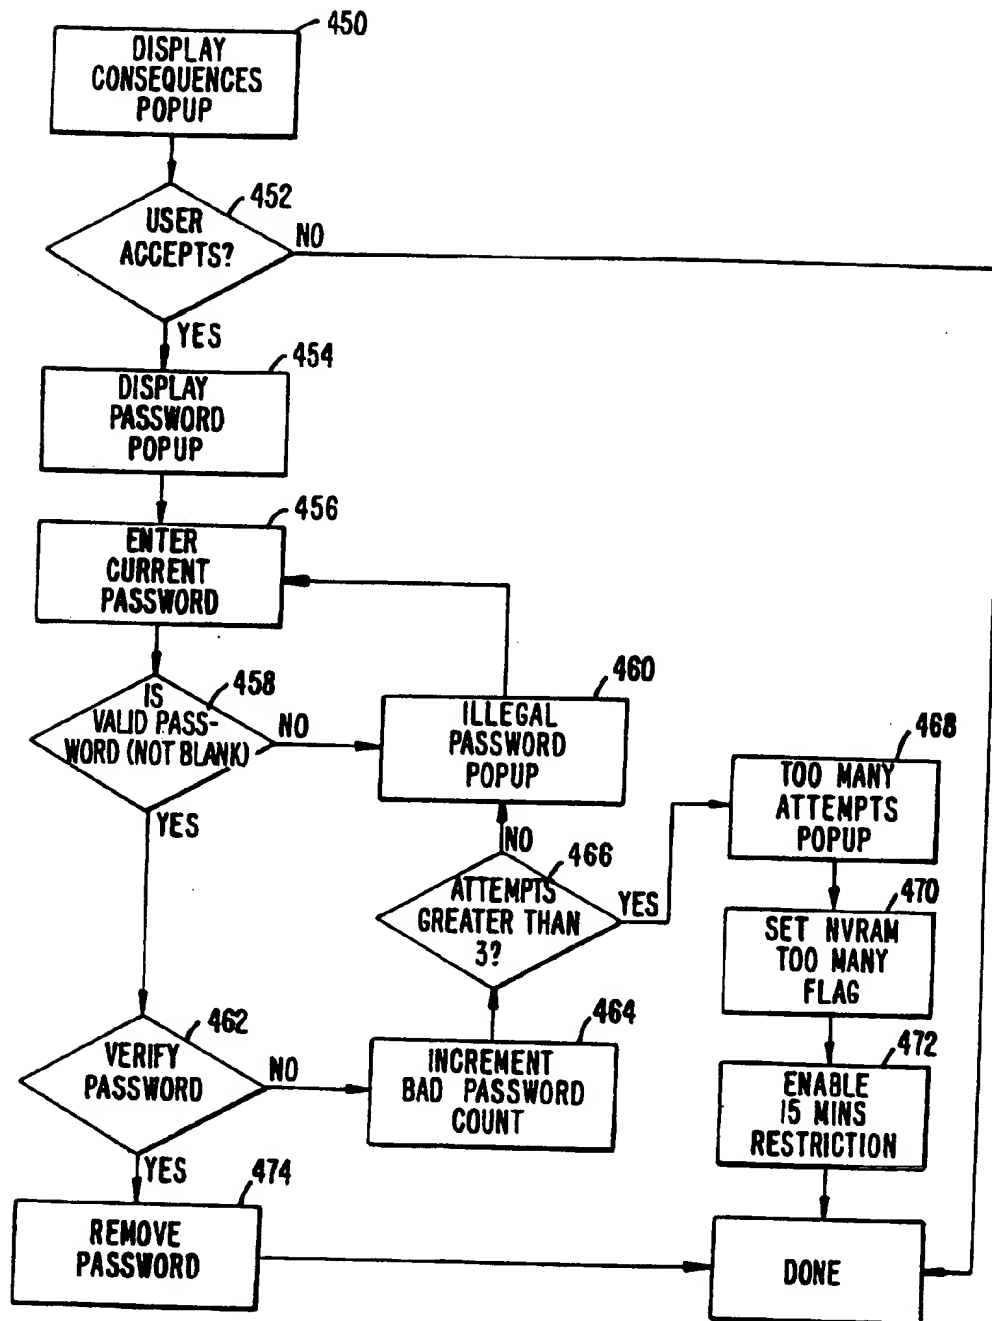 450
DISPLAY
CONSEQUENCES
POPUP
452
USER
ACCEPTS?
NO
YES
454
DISPLAY
PASSWORD
POPUP
456
ENTER
CURRENT
PASSWORD
458
IS
VALID PASS-
WORD (NOT BLANK)
NO
YES
460
ILLEGAL
PASSWORD
POPUP
NO
466
ATTEMPTS
GREATER THAN
3?
YES
468
TOO MANY
ATTEMPTS
POPUP
470
SET NVRAM
TOO MANY
FLAG
462
VERIFY
PASSWORD
NO
YES
464
INCREMENT
BAD PASSWORD
COUNT
472
ENABLE
15 MINS
RESTRICTION
474
REMOVE
PASSWORD
DONE